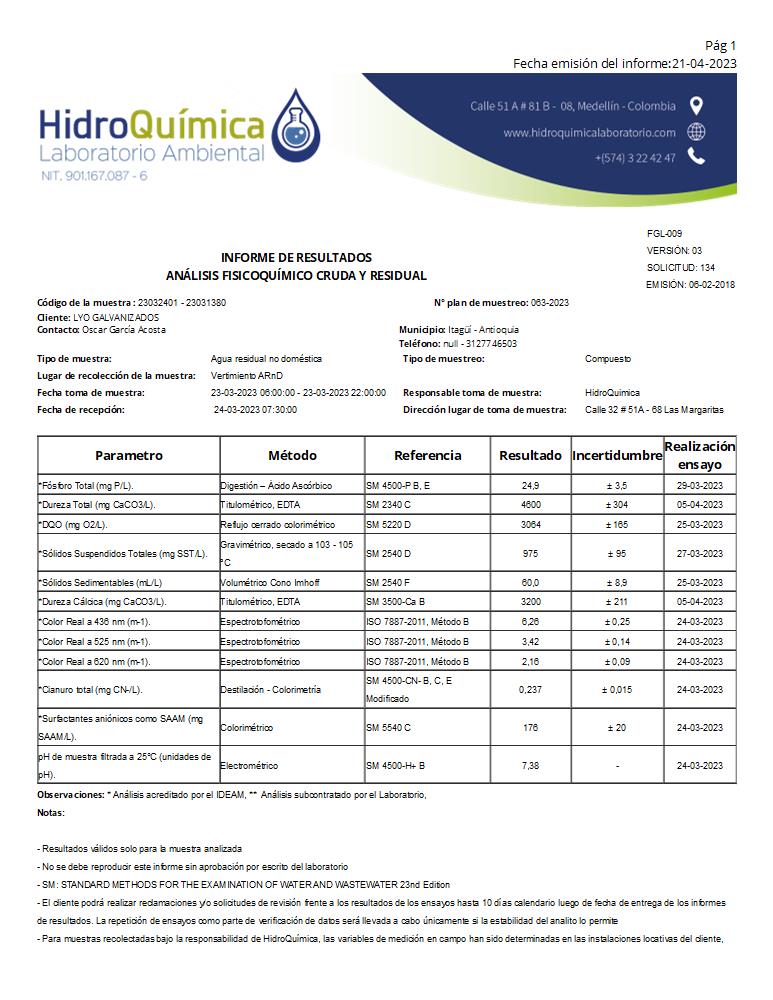 Pág 1
Fecha emisión del informe:21-04-2023
HidroQuímica
Laboratorio Ambiental
NIT. 901.167.087 - 6
Calle 51 A # 81 B - 08, Medellín - Colombia
www.hidroquimicalaboratorio.com
+(574) 3 22 42 47
FGL-009
VERSIÓN: 03
SOLICITUD: 134
EMISIÓN: 06-02-2018
INFORME DE RESULTADOS
ANÁLISIS FISICOQUÍMICO CRUDA Y RESIDUAL
Código de la muestra : 23032401 - 23031380 N° plan de muestreo: 063-2023
Cliente: LYO GALVANIZADOS
Contacto: Oscar García Acosta Municipio: Itagüí - Antioquia
Teléfono: null - 3127746503
Tipo de muestra: Agua residual no doméstica Tipo de muestreo: Compuesto
Lugar de recolección de la muestra: Vertimiento ARnD
Fecha toma de muestra: 23-03-2023 06:00:00 - 23-03-2023 22:00:00 Responsable toma de muestra: HidroQuimica
Fecha de recepción: 24-03-2023 07:30:00 Dirección lugar de toma de muestra: Calle 32 # 51A - 68 Las Margaritas
Parametro Método Referencia Resultado Incertidumbre Realización
ensayo
*Fósforo Total (mg P/L). Digestión – Ácido Ascórbico SM 4500-P B, E 24,9 ± 3,5 29-03-2023
*Dureza Total (mg CaCO3/L). Titulométrico, EDTA SM 2340 C 4600 ± 304 05-04-2023
*DQO (mg O2/L). Reflujo cerrado colorimétrico SM 5220 D 3064 ± 165 25-03-2023
*Sólidos Suspendidos Totales (mg SST/L). Gravimétrico, secado a 103 - 105
°C SM 2540 D 975 ± 95 27-03-2023
*Sólidos Sedimentables (mL/L) Volumétrico Cono Imhoff SM 2540 F 60,0 ± 8,9 25-03-2023
*Dureza Cálcica (mg CaCO3/L). Titulométrico, EDTA SM 3500-Ca B 3200 ± 211 05-04-2023
*Color Real a 436 nm (m-1). Espectrotofométrico ISO 7887-2011, Método B 6,26 ± 0,25 24-03-2023
*Color Real a 525 nm (m-1). Espectrotofométrico ISO 7887-2011, Método B 3,42 ± 0,14 24-03-2023
*Color Real a 620 nm (m-1). Espectrotofométrico ISO 7887-2011, Método B 2,16 ± 0,09 24-03-2023
*Cianuro total (mg CN-/L). Destilación - Colorimetría SM 4500-CN- B, C, E
Modificado 0,237 ± 0,015 24-03-2023
*Surfactantes aniónicos como SAAM (mg
SAAM/L). Colorimétrico SM 5540 C 176 ± 20 24-03-2023
pH de muestra filtrada a 25°C (unidades de
pH). Electrométrico SM 4500-H+ B 7,38 - 24-03-2023
Observaciones: * Análisis acreditado por el IDEAM, ** Análisis subcontratado por el Laboratorio,
Notas:
- Resultados válidos solo para la muestra analizada
- No se debe reproducir este informe sin aprobación por escrito del laboratorio
- SM: STANDARD METHODS FOR THE EXAMINATION OF WATER AND WASTEWATER 23nd Edition
- El cliente podrá realizar reclamaciones y/o solicitudes de revisión frente a los resultados de los ensayos hasta 10 días calendario luego de fecha de entrega de los informes
de resultados. La repetición de ensayos como parte de verificación de datos será llevada a cabo únicamente si la estabilidad del analito lo permite
- Para muestras recolectadas bajo la responsabilidad de HidroQuímica, las variables de medición en campo han sido determinadas en las instalaciones locativas del cliente,